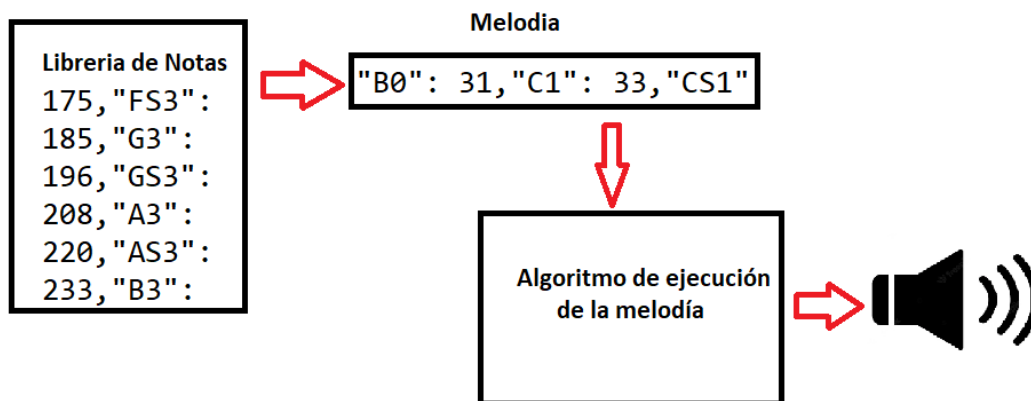 Libreria de Notas
175,"FS3":
185,"G3":
196,"GS3":
208,"A3":
220,"AS3":
233,"B3":
Melodia
"B0": 31,"C1": 33,"CS1"
Algoritmo de ejecución
de la melodía